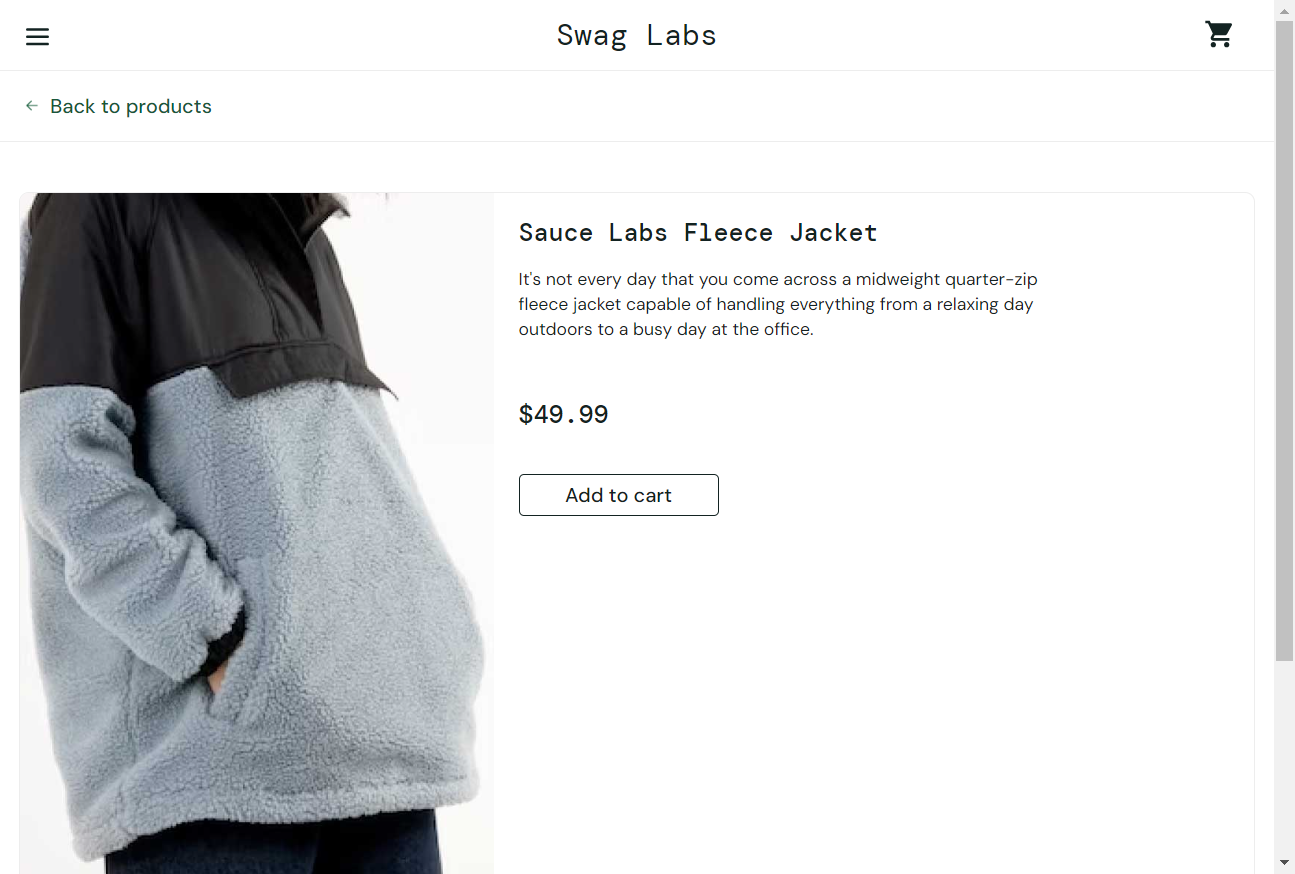 Swag Labs
Back to products
Sauce Labs Fleece Jacket
It's not every day that you come across a midweight quarter-zip
fleece jacket capable of handling everything from a relaxing day
outdoors to a busy day at the office.
$49.99
Add to cart